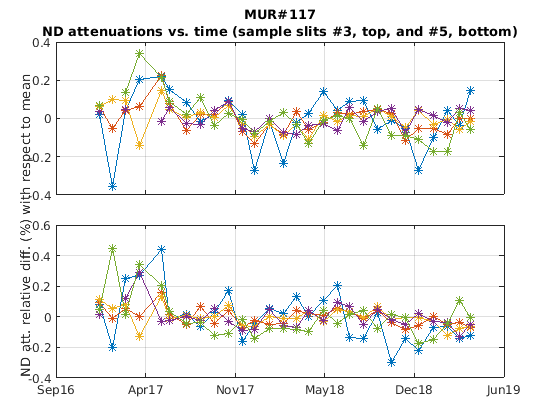 MUR#117
ND attenuations vs. time (sample slits #3, top, and #5, bottom)
0.4
0.2
0
-0.2
-0.4
0.6
0.4
0.2
0
-0.2
-0.4
Sep16 Apr17 Nov17 May18 Dec18 Jun19
ND att. relative diff. (%) with respect to mean